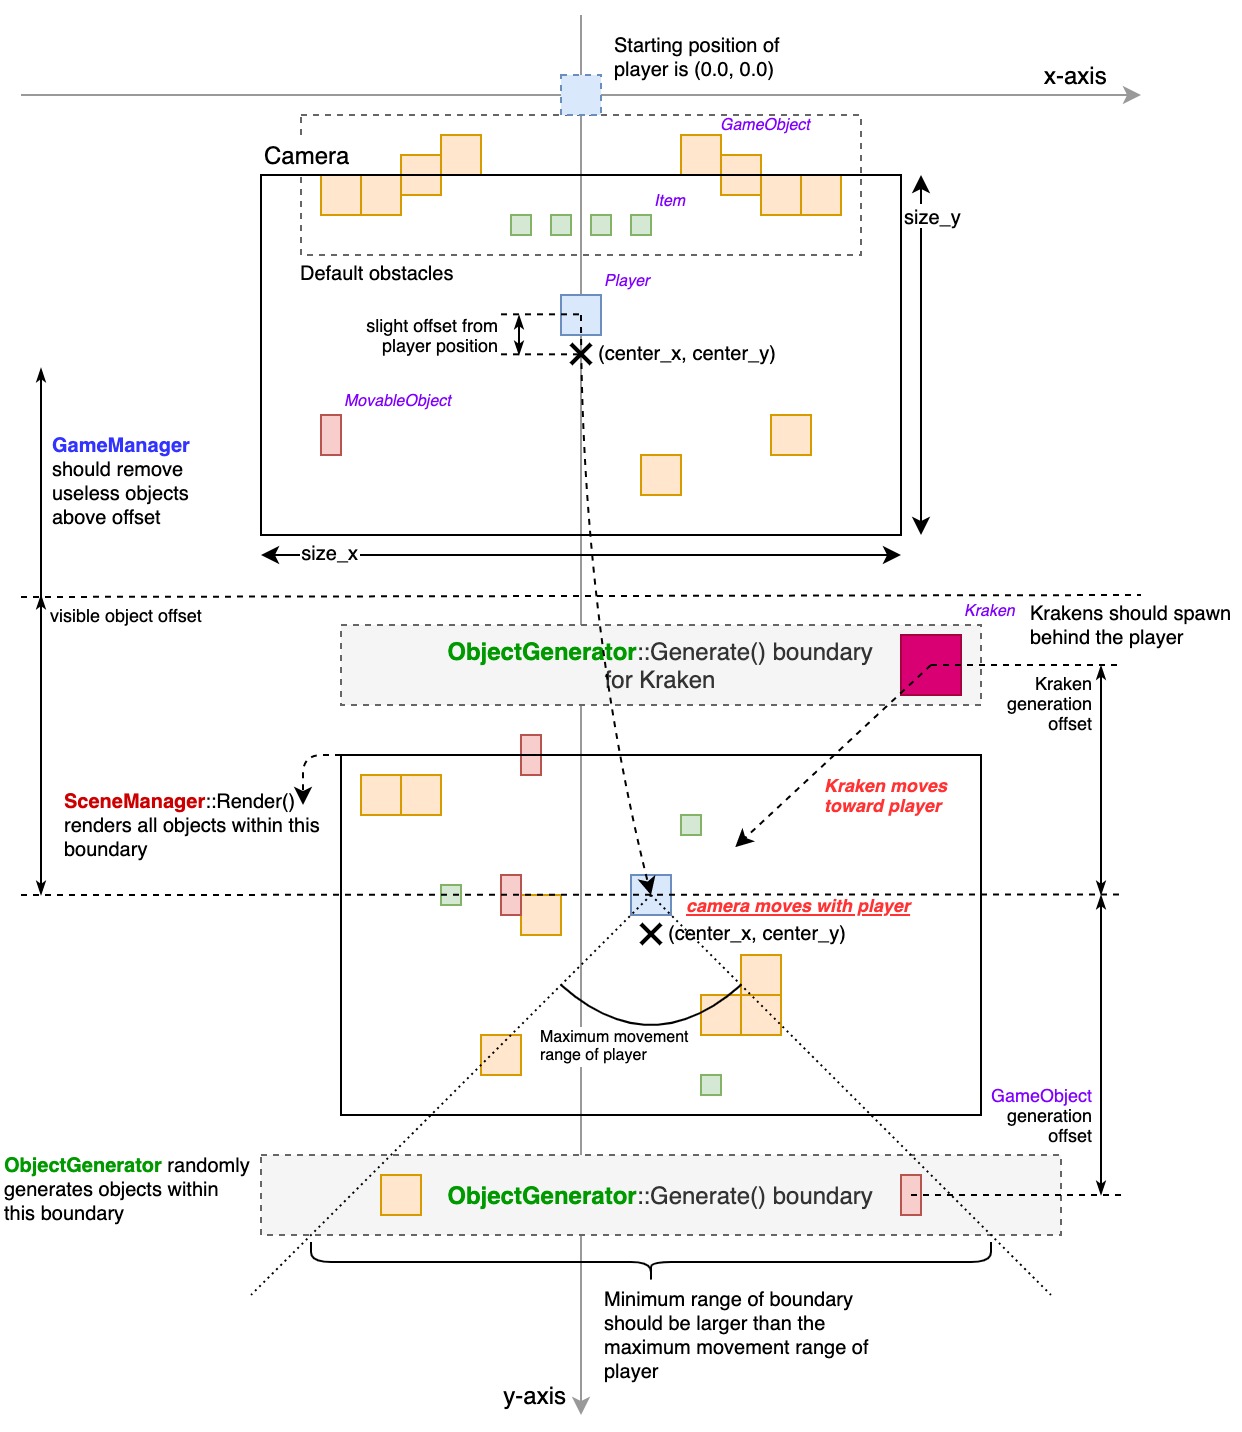 Starting position of
player is (0.0, 0.0)
x-axis
GameObject
Camera
Item
size_y
Default obstacles
Player
slight offset from
player position
(center_x, center_y)
MovableObject
GameManager
should remove
useless objects
above offset
size_x
visible object offset
Kraken
Krakens should spawn
behind the player
ObjectGenerator::Generate() boundary
for Kraken
Kraken
generation
offset
Kraken moves
toward player
SceneManager::Render()
renders all objects within this
boundary
camera moves with player
(center_x, center_y)
Maximum movement
range of player
GameObject
generation
offset
ObjectGenerator randomly
generates objects within
this boundary
ObjectGenerator::Generate() boundary
Minimum range of boundary
should be larger than the
maximum movement range of
player
y-axis